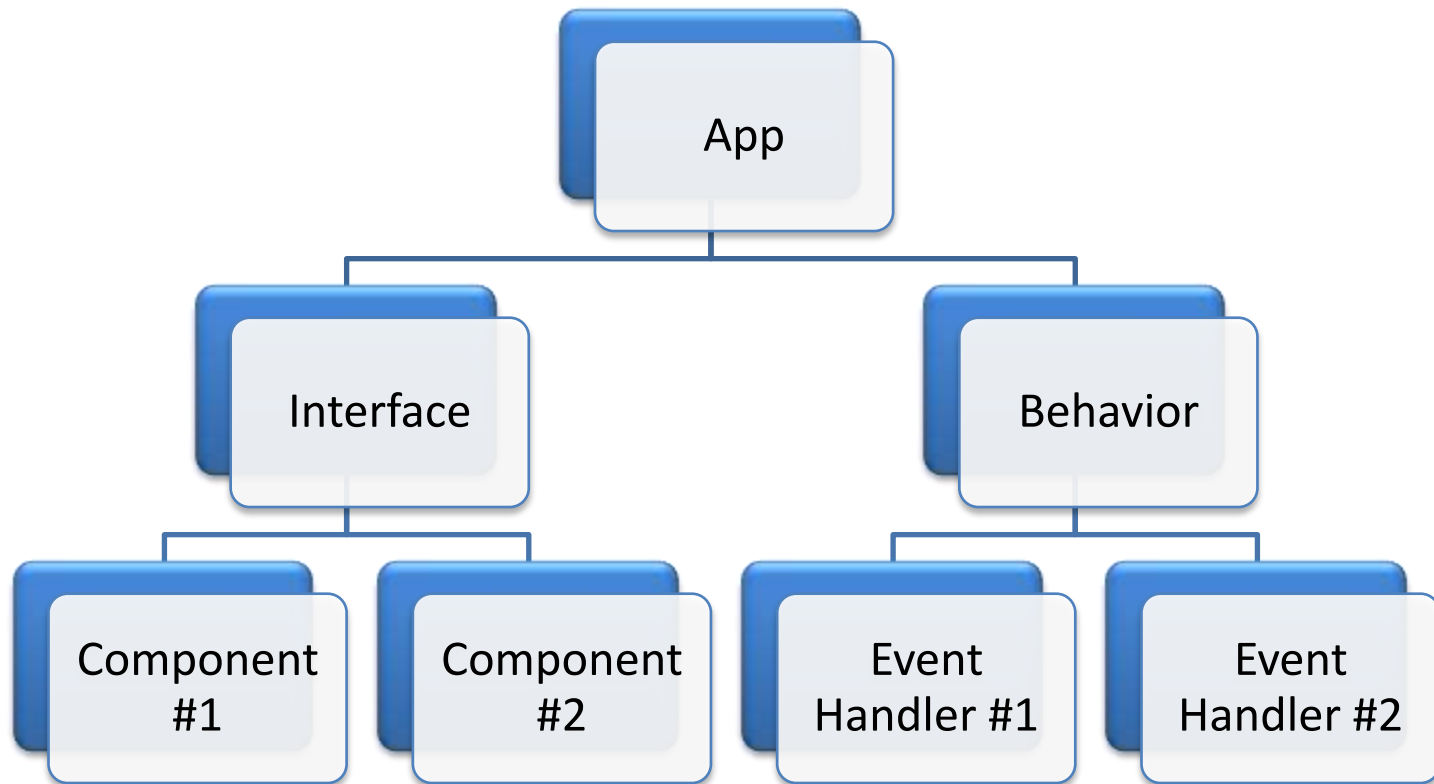 App
Interface
Behavior
Component
#1
Component
#2
Event
Handler #1
Event
Handler #2